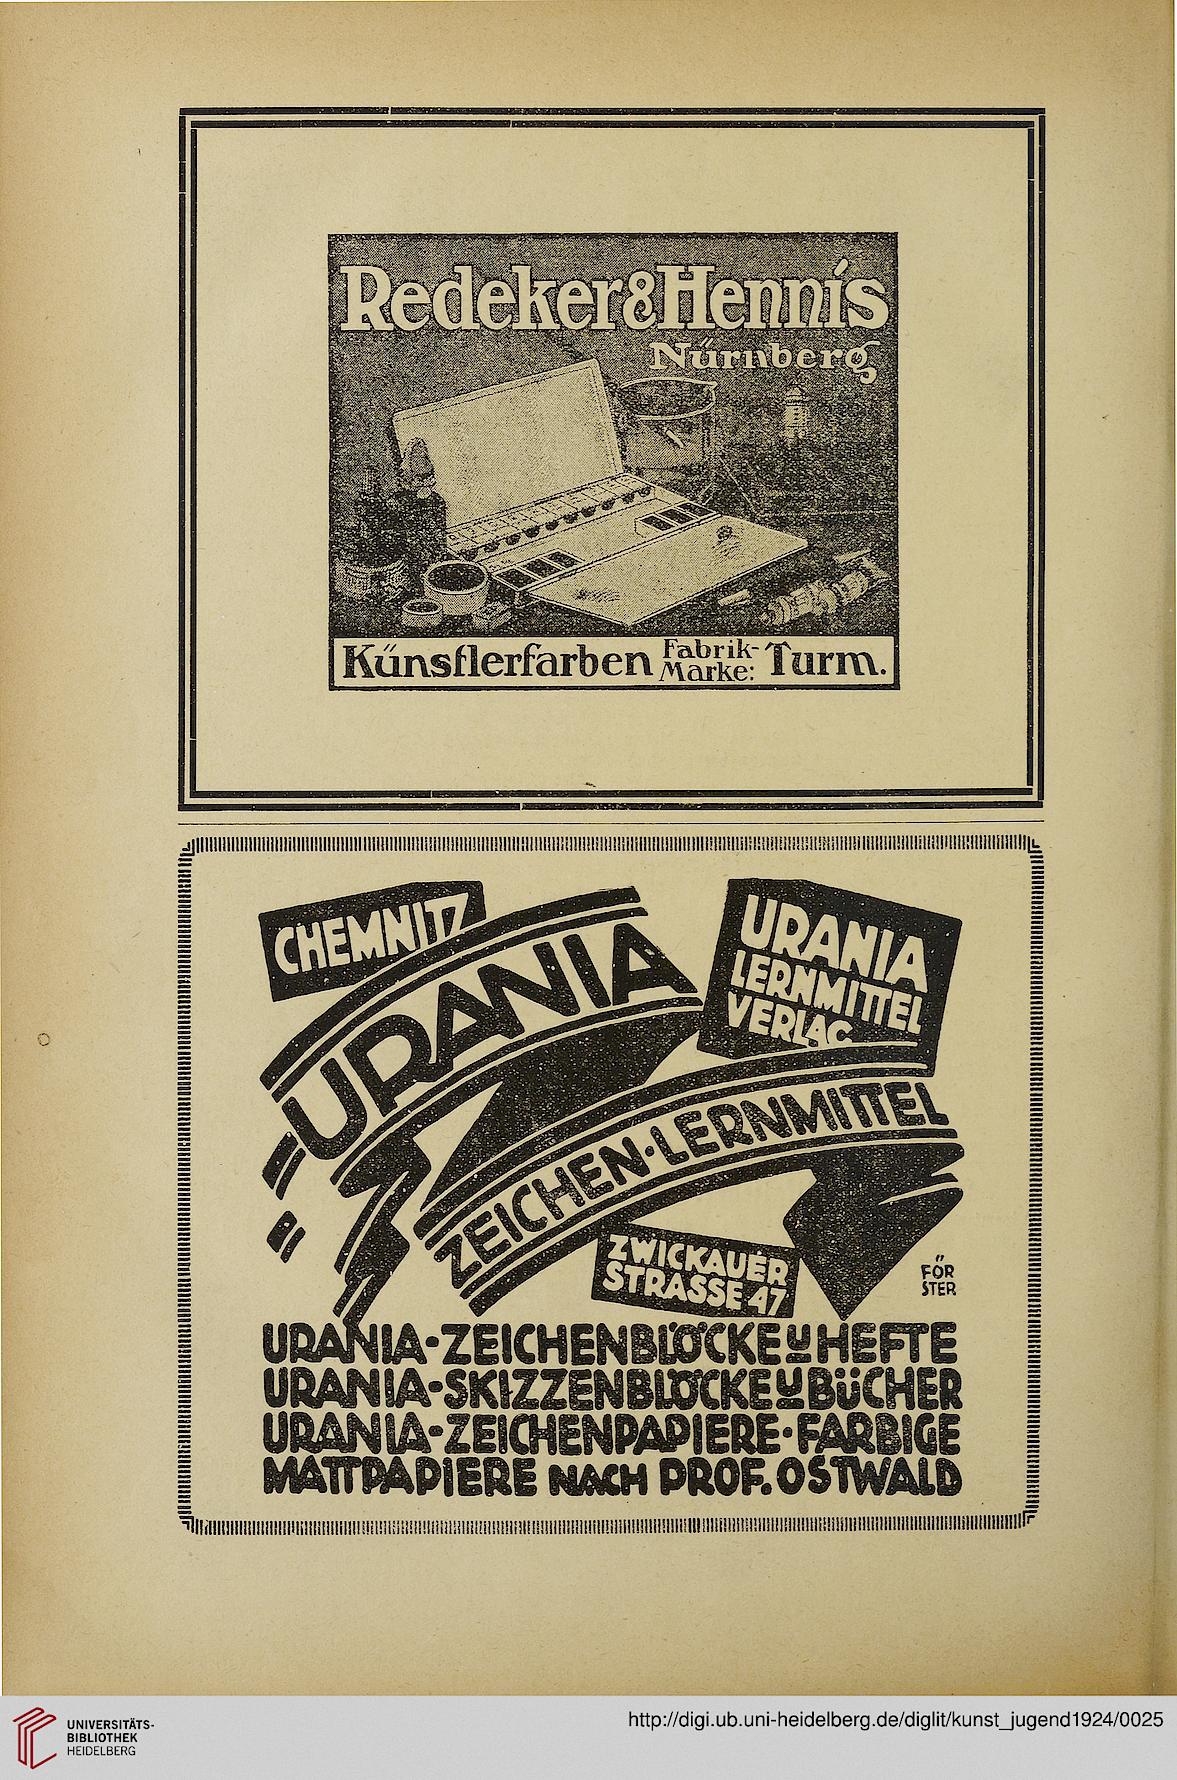 Redeker & Hennis
Nürnberg
Künstlerfarben Fabrik-Marke: Turm.
CHEMNITZ
URANIA
URANIA
LERNMITTEL
VERLAG
ZEICHEN-LERNMITTEL
ZWICKAUER
STRASSE 47
FÖR
STER
URANIA-ZEICHENBLÖCKE U HEFTE
URANIA-SKIZZENBLÖCKE U BÜCHER
URANIA-ZEICHENPAPIERE·FARBIGE
MATTPAPIERE NACH PROF. OSTWALD
UNIVERSITÄTS-
BIBLIOTHEK
HEIDELBERG
http://digi.ub.uni-heidelberg.de/diglit/kunst_jugend1924/0025